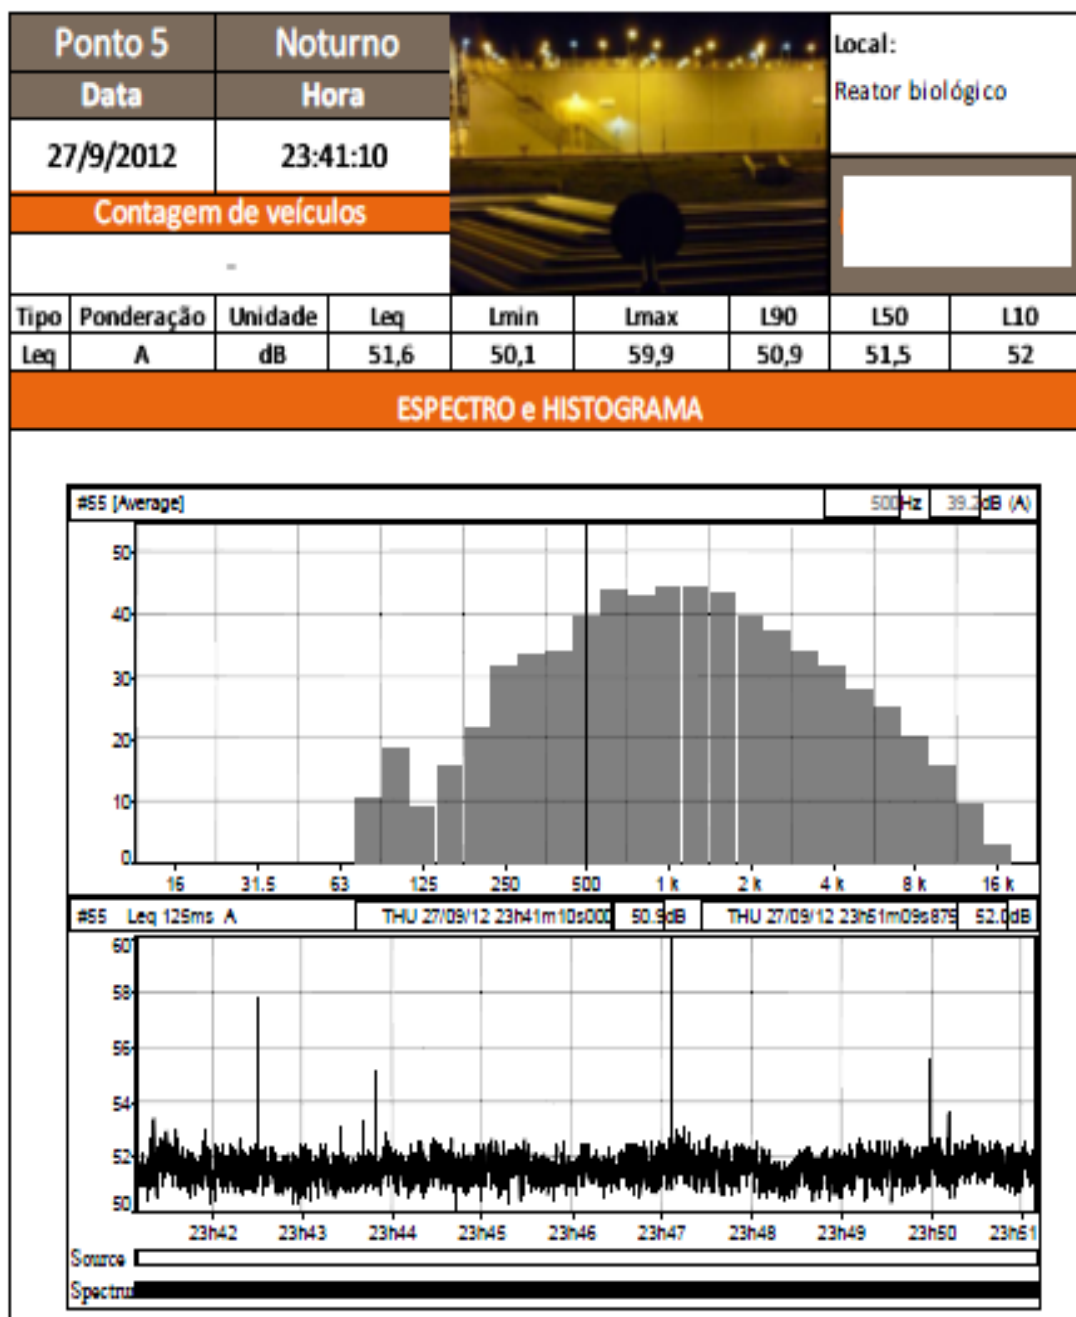 Ponto 5 Noturno
Local:
Data Hora
Reator biológico
27/9/2012 23:41:10
Contagem de veículos
-
Tipo Ponderação Unidade Leq Lmin Lmax L90 L50 L10
Leq A dB 51,6 50,1 59,9 50,9 51,5 52
ESPECTRO e HISTOGRAMA
#55 [Average] 500Hz 39.2dB (A)
50
40
30
20
10
0
16 31.5 63 125 250 500 1 k 2 k 4 k 8 k 16 k
#55 Leq 125ms A THU 27/09/12 23h41m10s000 50.9dB THU 27/09/12 23h51m09s875 52.0dB
60
58
56
54
52
50
23h42 23h43 23h44 23h45 23h46 23h47 23h48 23h49 23h50 23h51
Source
Spectru